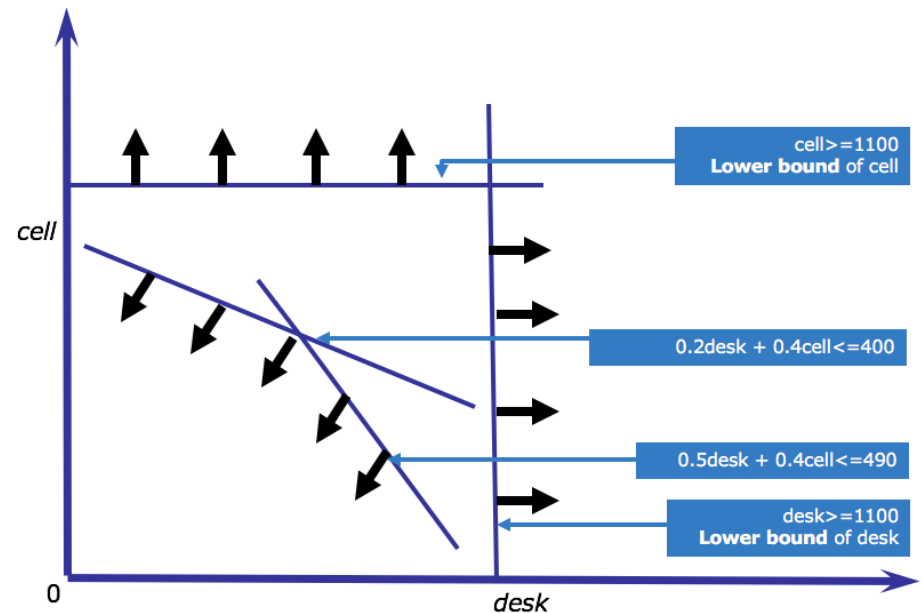 cell>=1100
Lower bound of cell
cell
0.2desk + 0.4cell<=400
0.5desk + 0.4cell<=490
desk>=1100
Lower bound of desk
0
desk